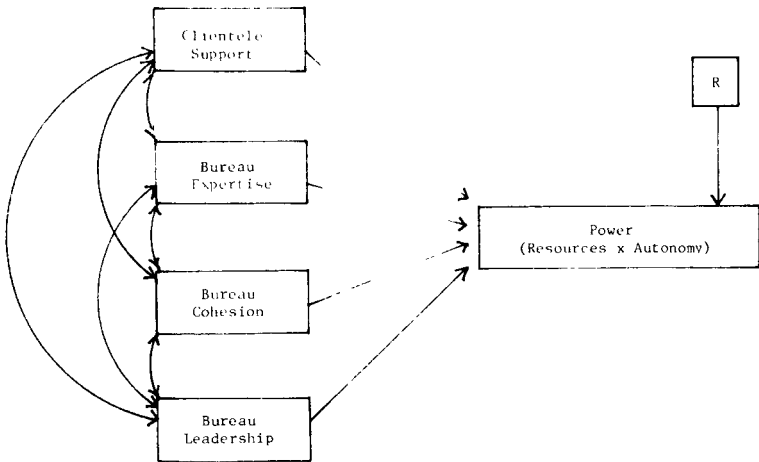 Clientele
Support
R
Bureau
Expertise
Power
(Resources x Autonomy)
Bureau
Cohesion
Bureau
Leadership